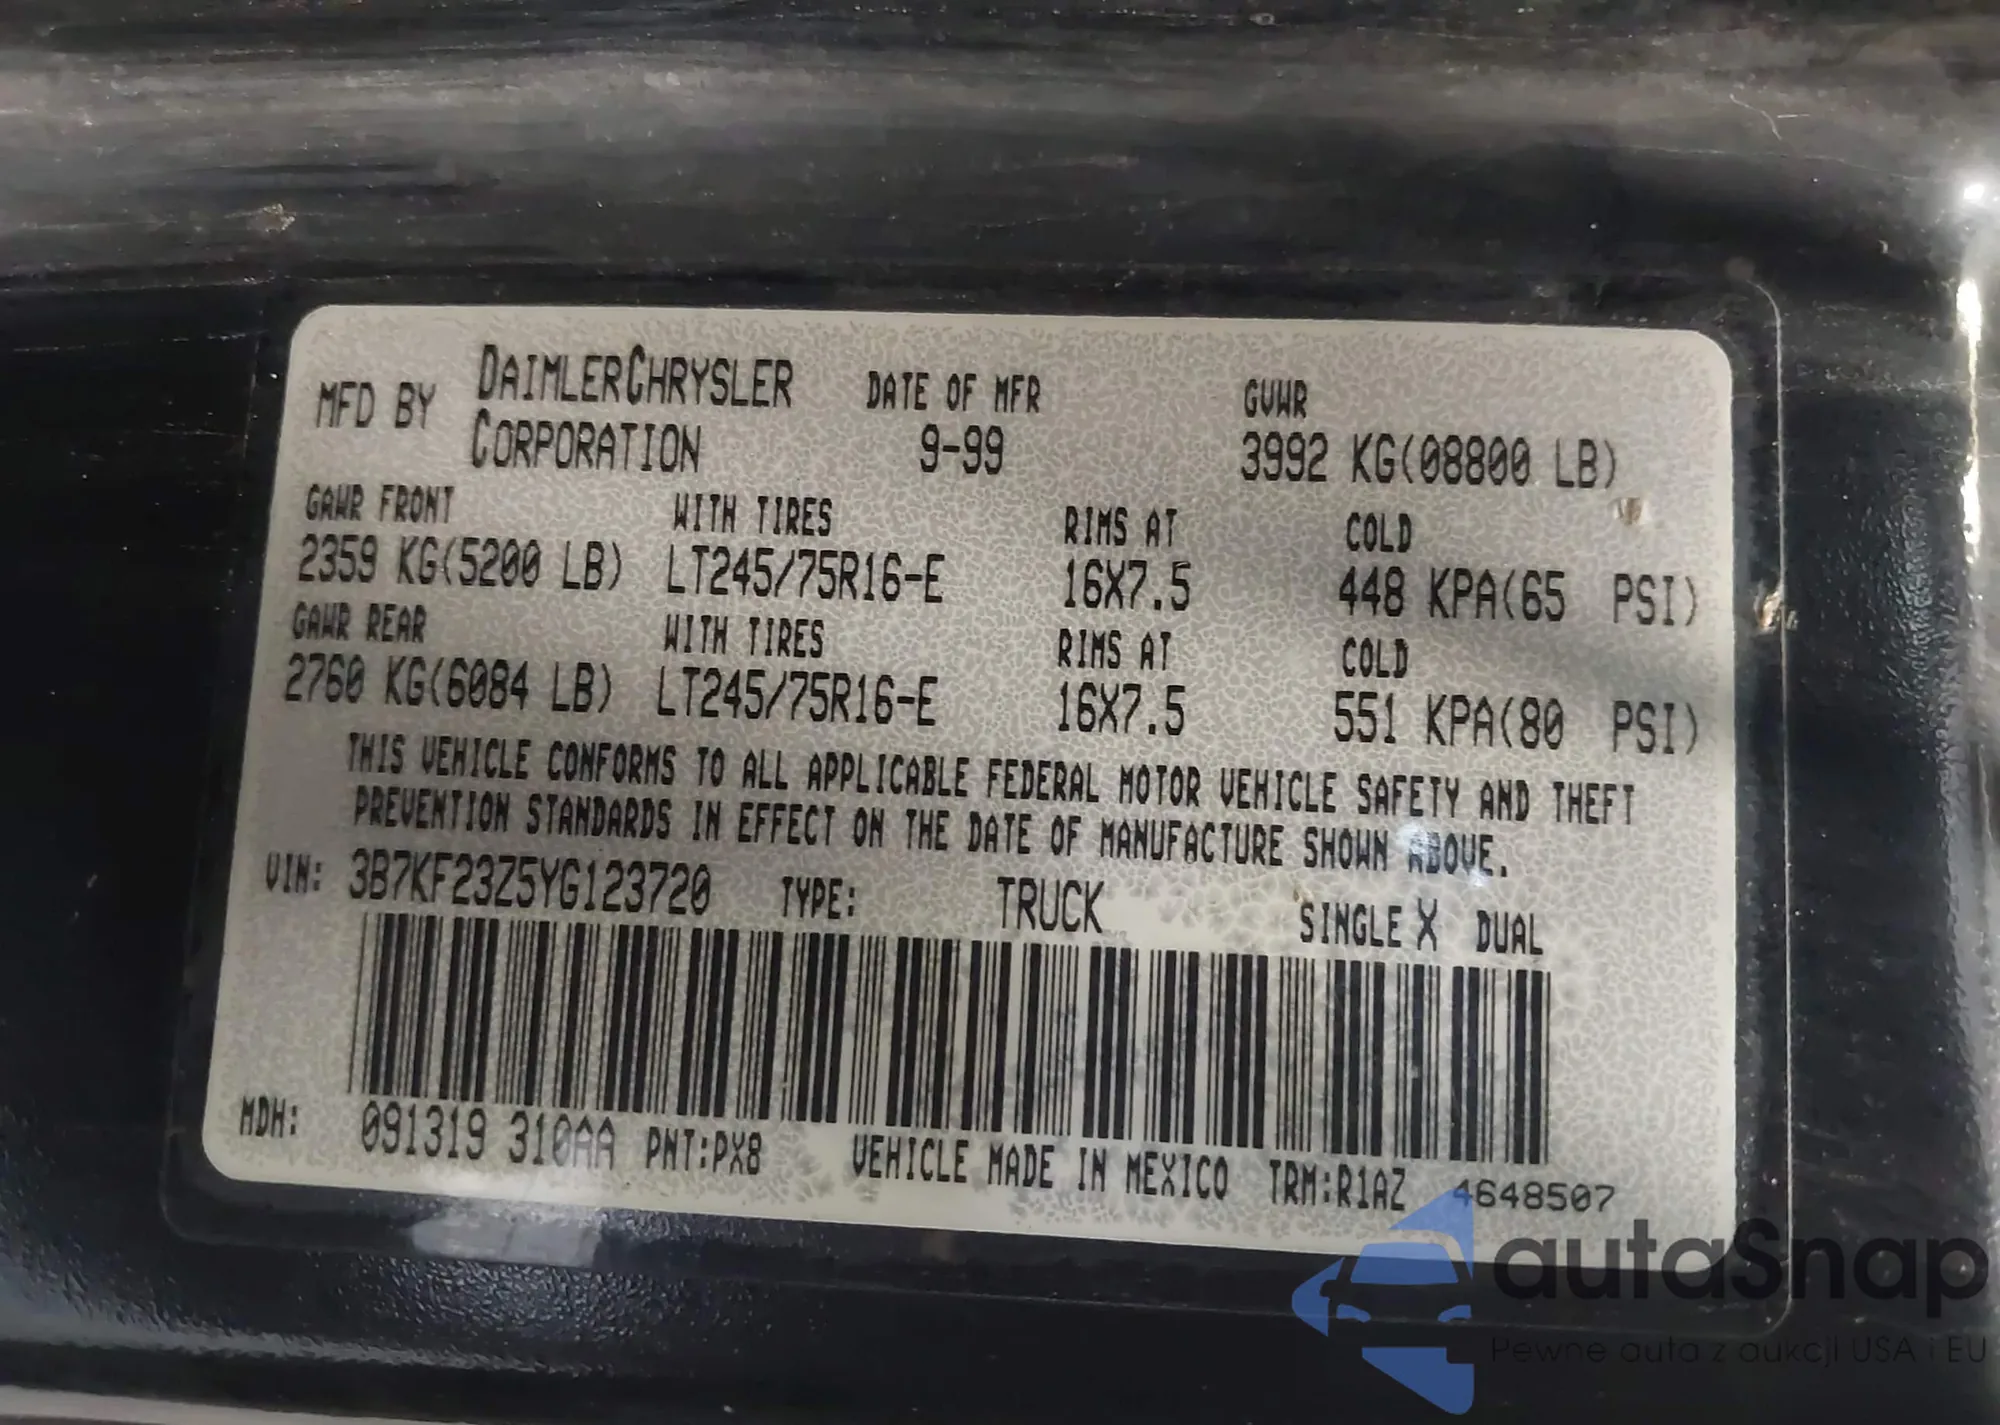 MFD BY DAIMLERCHRYSLER CORPORATION DATE OF MFR 9-99 GVWR 3992 KG(08800 LB)
GAWR FRONT WITH TIRES RIMS AT COLD
2359 KG(5200 LB) LT245/75R16-E 16X7.5 448 KPA(65 PSI)
GAWR REAR WITH TIRES RIMS AT COLD
2760 KG(6084 LB) LT245/75R16-E 16X7.5 551 KPA(80 PSI)
THIS VEHICLE CONFORMS TO ALL APPLICABLE FEDERAL MOTOR VEHICLE SAFETY AND THEFT
PREVENTION STANDARDS IN EFFECT ON THE DATE OF MANUFACTURE SHOWN ABOVE.
VIN: 3B7KF23Z5YG123720 TYPE: TRUCK SINGLE X DUAL
MDH: 091319 310AA PNT:PX8 VEHICLE MADE IN MEXICO TRM:R1AZ 4648507
autaSnap
Pewne auta z aukcji USA i EU